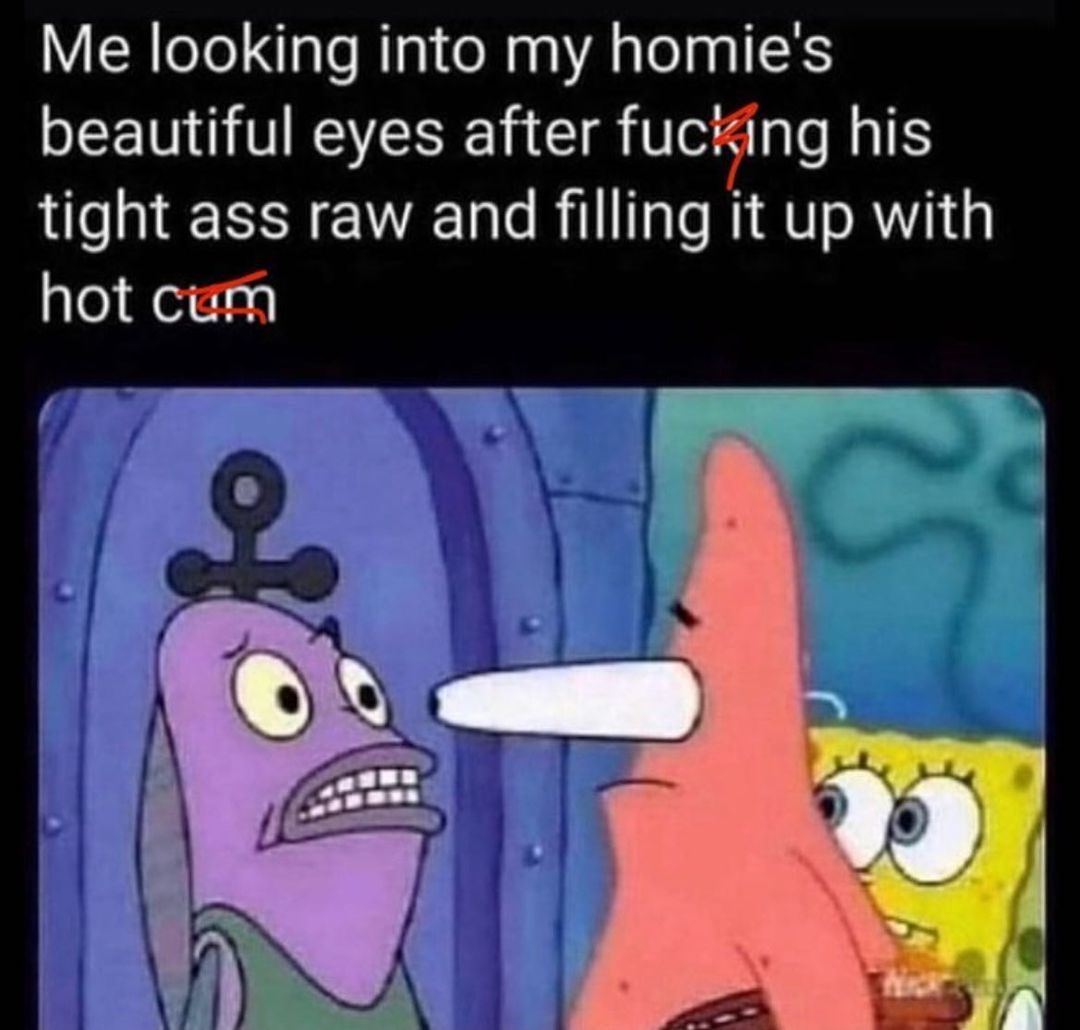 Me looking into my homie's
beautiful eyes after fucking his
tight ass raw and filling it up with
hot cum
NICK